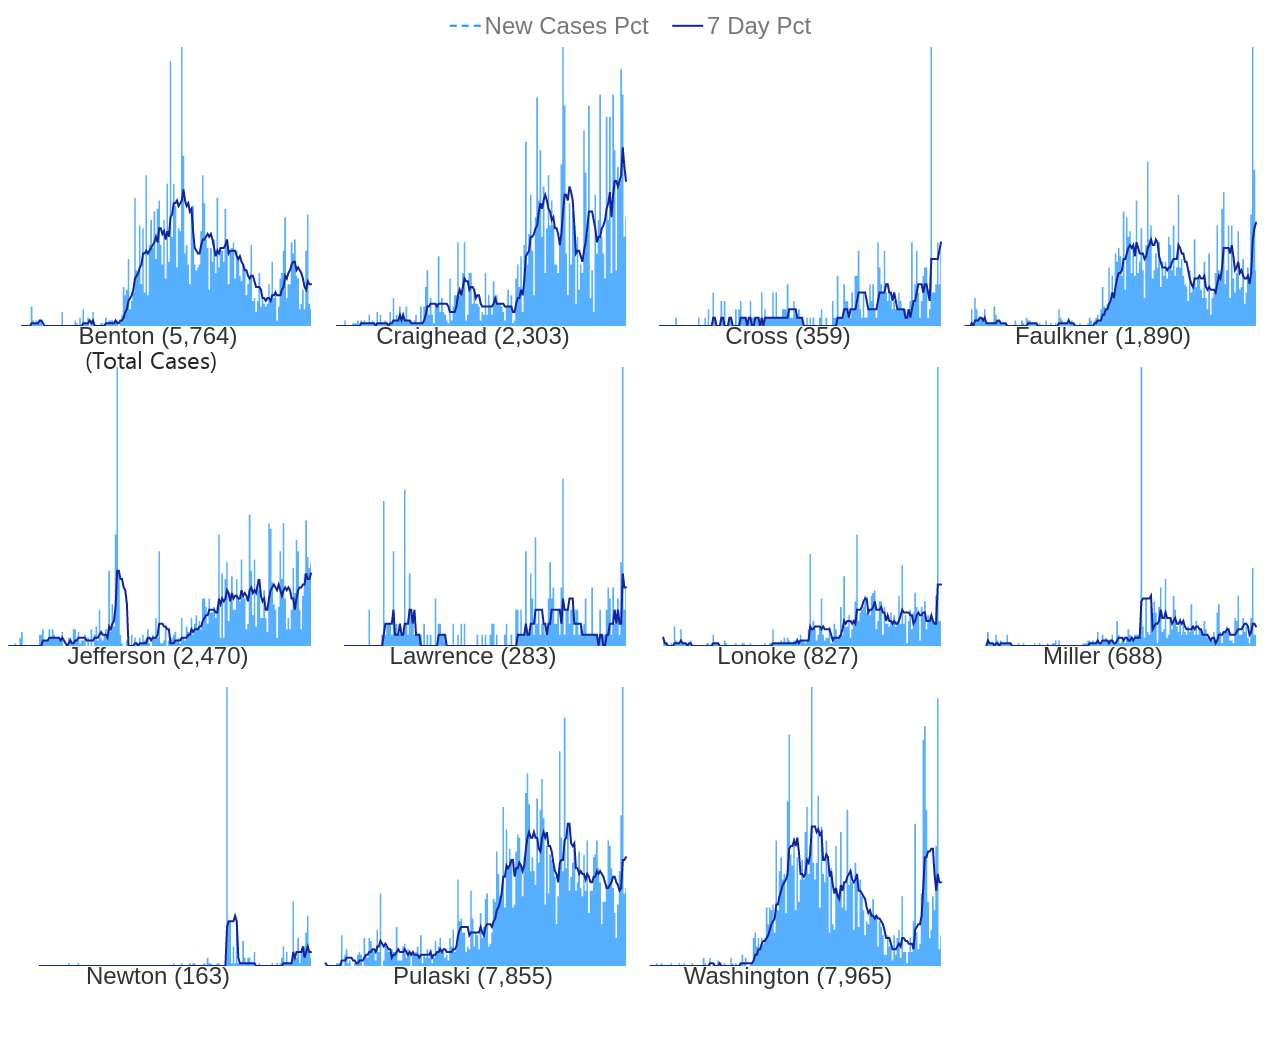 New Cases Pct 7 Day Pct
Benton (5,764) Craighead (2,303) Cross (359) Faulkner (1,890)
(Total Cases)
Jefferson (2,470) Lawrence (283) Lonoke (827) Miller (688)
Newton (163) Pulaski (7,855) Washington (7,965)